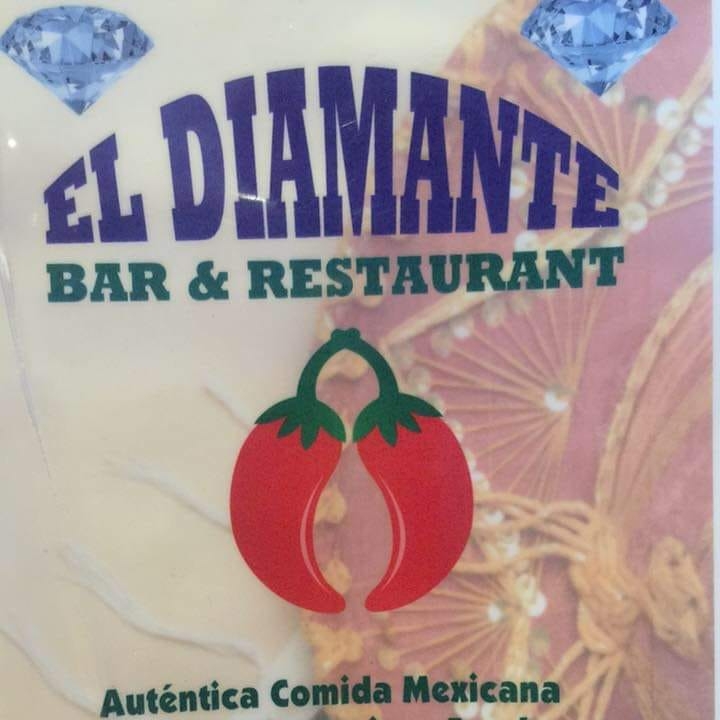 EL DIAMANTE
BAR & RESTAURANT
Auténtica Comida Mexicana